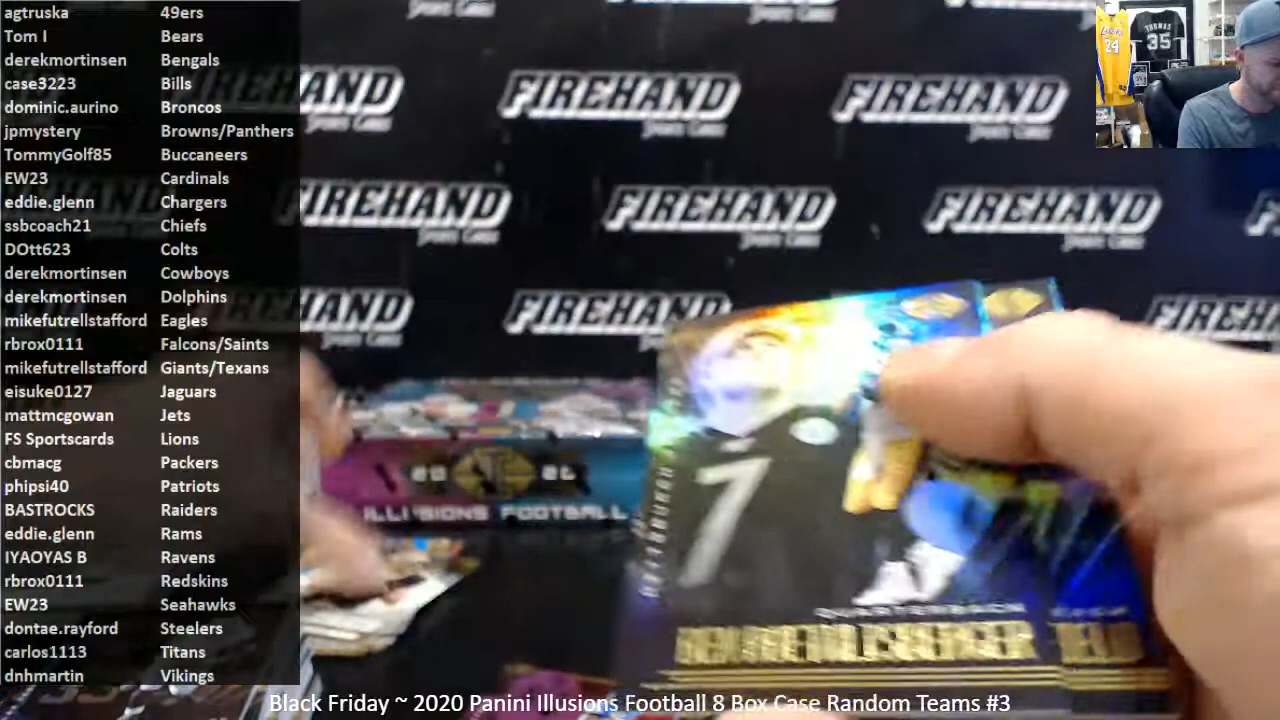 agtruska 49ers
Tom I Bears
derekmortinsen Bengals
case3223 Bills
dominic.aurino Broncos
jpmystery Browns/Panthers
TommyGolf85 Buccaneers
EW23 Cardinals
eddie.glenn Chargers
ssbcoach21 Chiefs
DOtt623 Colts
derekmortinsen Cowboys
derekmortinsen Dolphins
mikefutrellstafford Eagles
rbrox0111 Falcons/Saints
mikefutrellstafford Giants/Texans
eisuke0127 Jaguars
mattmcgowan Jets
FS Sportscards Lions
cbmacg Packers
phipsi40 Patriots
BASTROCKS Raiders
eddie.glenn Rams
IYAOYAS B Ravens
rbrox0111 Redskins
EW23 Seahawks
dontae.rayford Steelers
carlos1113 Titans
dnhmartin Vikings
FIREHAND
FIREHAND
FIREHAND
FIREHAND
FIREHAND
FIREHAND
FIREHAND
LAKERS
24
THOMAS
35
ILLUSIONS FOOTBALL
PITTSBURGH
7
QUARTERBACK
Black Friday ~ 2020 Panini Illusions Football 8 Box Case Random Teams #3